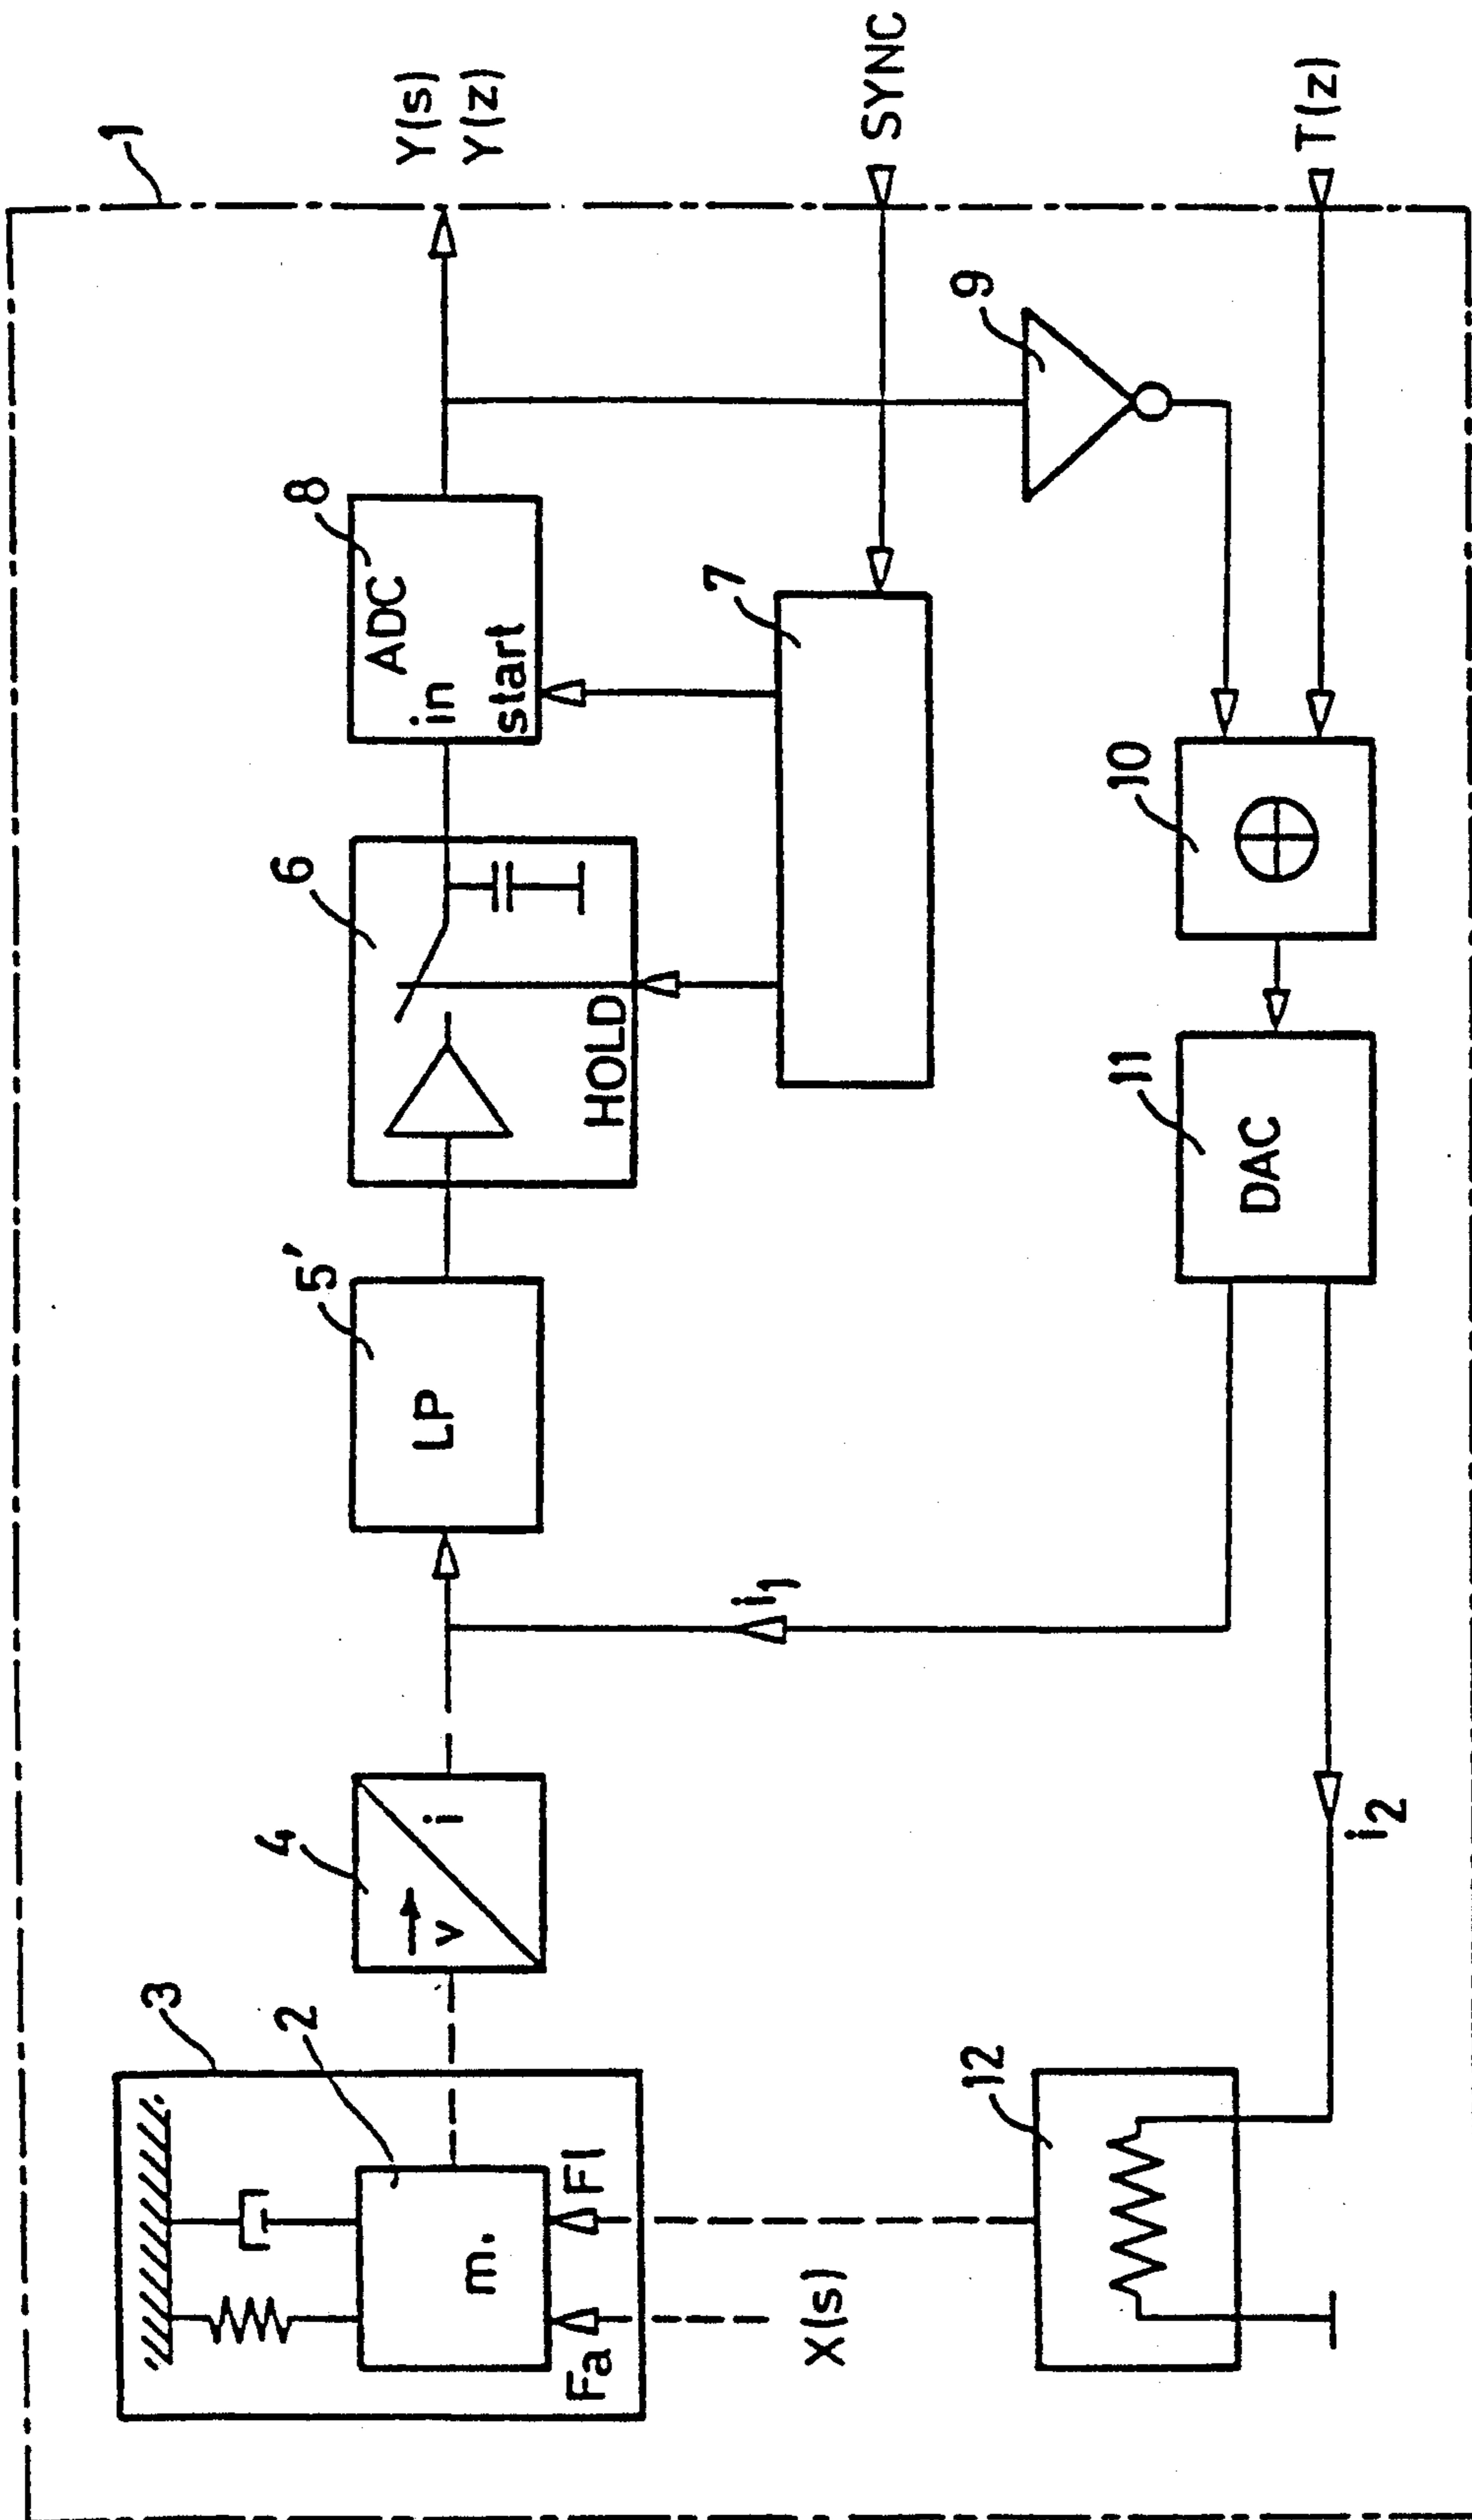 1
Y(s)
Y(z)
SYNC
T(z)
3
2
m.
Fa
Fl
X(s)
4
v
i
5'
LP
6
HOLD
7
8
ADC
in
start
9
10
11
DAC
12
i1
i2